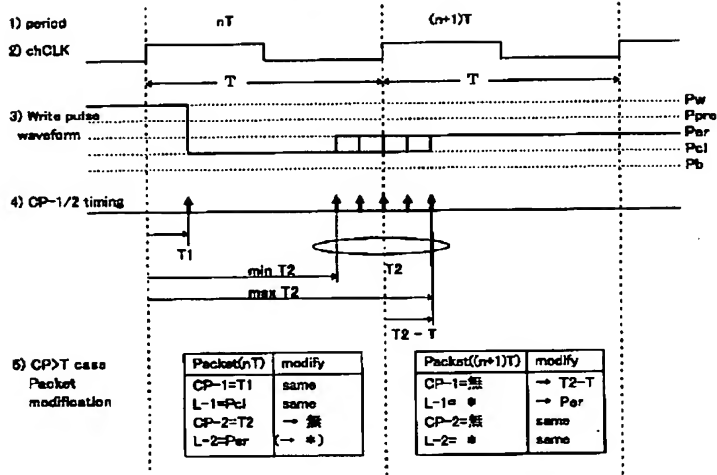 1) period nT (n+1)T
2) chCLK
T T
3) Write pulse
waveform
Pw
Ppre
Per
Pcl
Pb
4) CP-1/2 timing
T1
min T2 T2
max T2
T2 - T
5) CP>T case
Packet
modification
Packet(nT) modify
CP-1=T1 same
L-1=Pcl same
CP-2=T2 → 無
L-2=Per (→ *)
Packet((n+1)T) modify
CP-1=無 → T2-T
L-1= * → Per
CP-2=無 same
L-2= * same